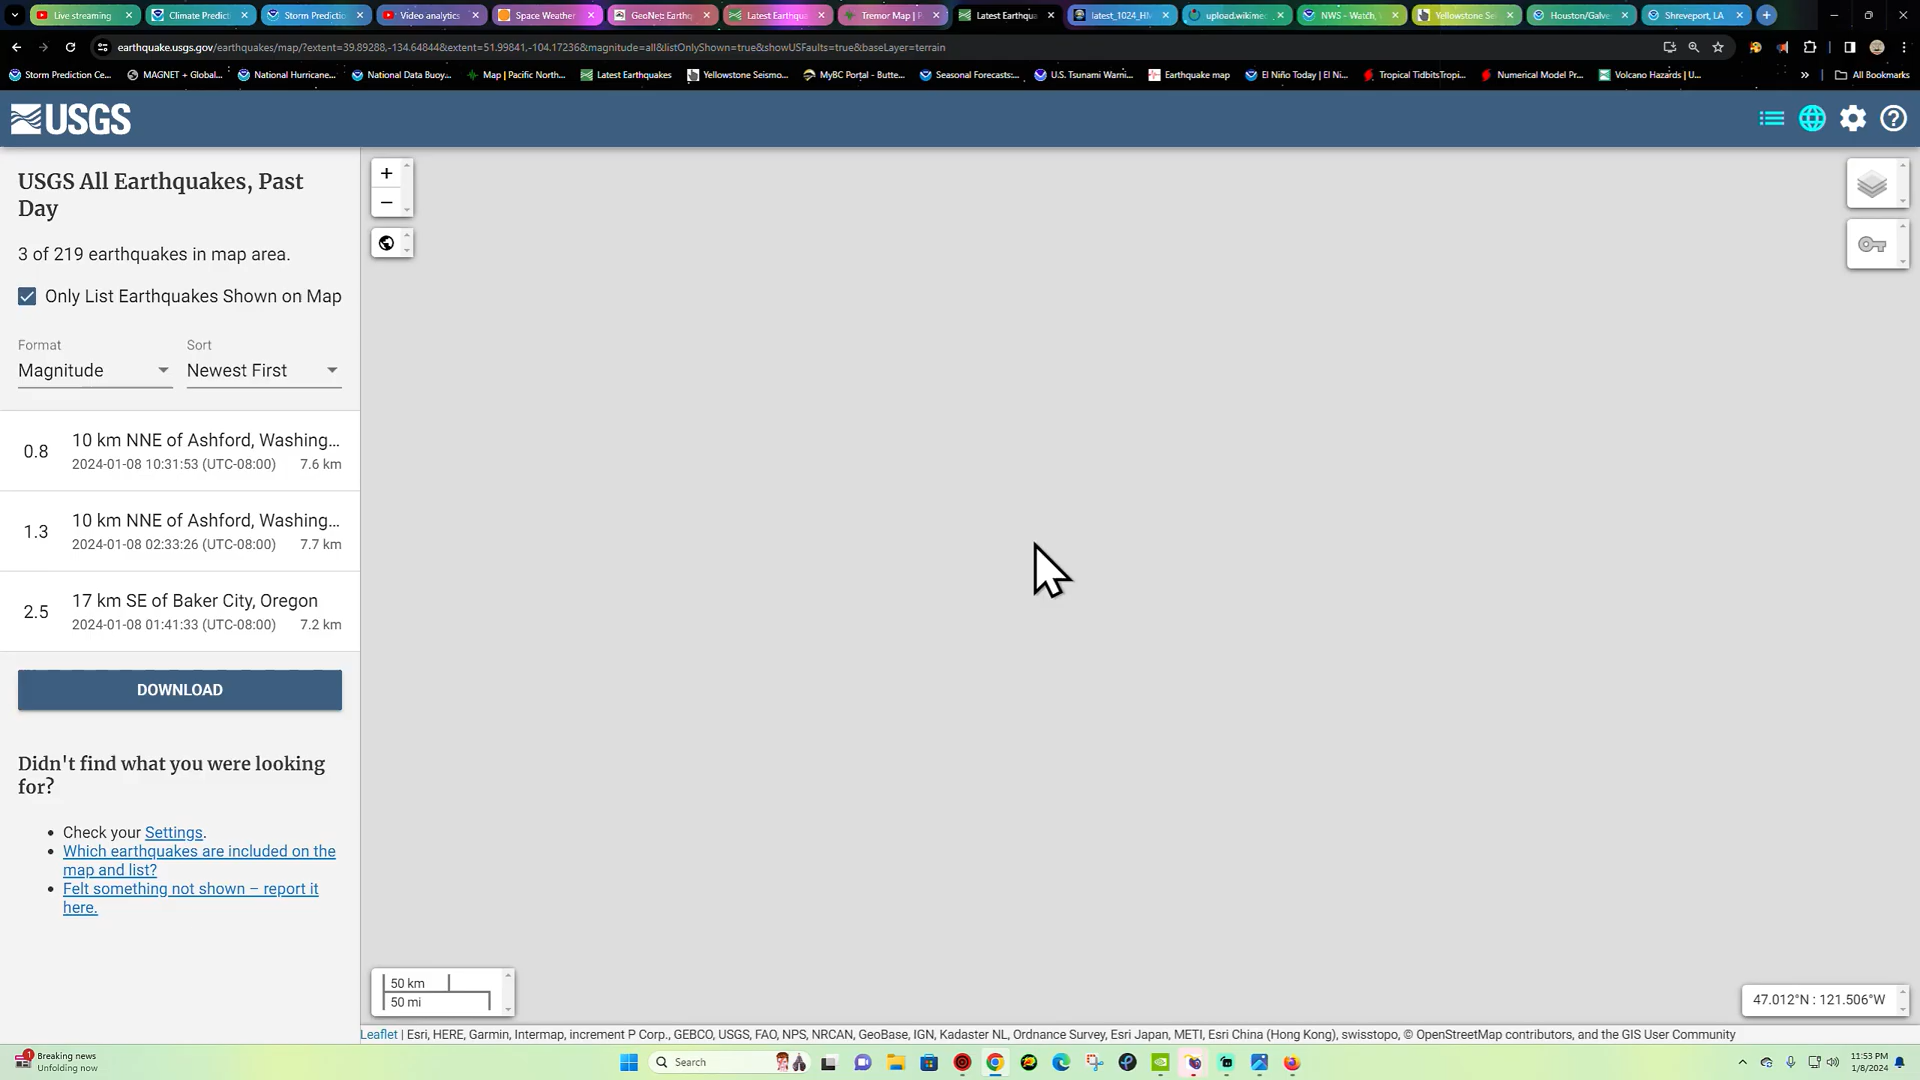 Live streaming
Climate Predicti
Storm Predictio
Video analytics
Space Weather
GeoNet: Earthq
Latest Earthqua
Tremor Map | P
Latest Earthqua
latest_1024_HM
upload.wikime
NWS - Watch,
Yellowstone Se
Houston/Galve
Shreveport, LA
earthquake.usgs.gov/earthquakes/map/?extent=39.89288,-134.64844&extent=51.99841,-104.17236&magnitude=all&listOnlyShown=true&showUSFaults=true&baseLayer=terrain
Storm Prediction Ce...
MAGNET + Global...
National Hurricane...
National Data Buoy...
Map | Pacific North...
Latest Earthquakes
Yellowstone Seismo...
MyBC Portal - Butte...
Seasonal Forecasts:...
U.S. Tsunami Warni...
Earthquake map
El Niño Today | El Ni...
Tropical TidbitsTropi...
Numerical Model Pr...
Volcano Hazards | U...
»
All Bookmarks
USGS
USGS All Earthquakes, Past
Day
3 of 219 earthquakes in map area.
Only List Earthquakes Shown on Map
Format
Sort
Magnitude
Newest First
0.8
10 km NNE of Ashford, Washing...
2024-01-08 10:31:53 (UTC-08:00) 7.6 km
1.3
10 km NNE of Ashford, Washing...
2024-01-08 02:33:26 (UTC-08:00) 7.7 km
2.5
17 km SE of Baker City, Oregon
2024-01-08 01:41:33 (UTC-08:00) 7.2 km
DOWNLOAD
Didn't find what you were looking
for?
• Check your Settings.
• Which earthquakes are included on the
map and list?
• Felt something not shown – report it
here.
+
−
50 km
50 mi
47.012°N : 121.506°W
Leaflet | Esri, HERE, Garmin, Intermap, increment P Corp., GEBCO, USGS, FAO, NPS, NRCAN, GeoBase, IGN, Kadaster NL, Ordnance Survey, Esri Japan, METI, Esri China (Hong Kong), swisstopo, © OpenStreetMap contributors, and the GIS User Community
1
Breaking news
Unfolding now
Search
11:53 PM
1/8/2024